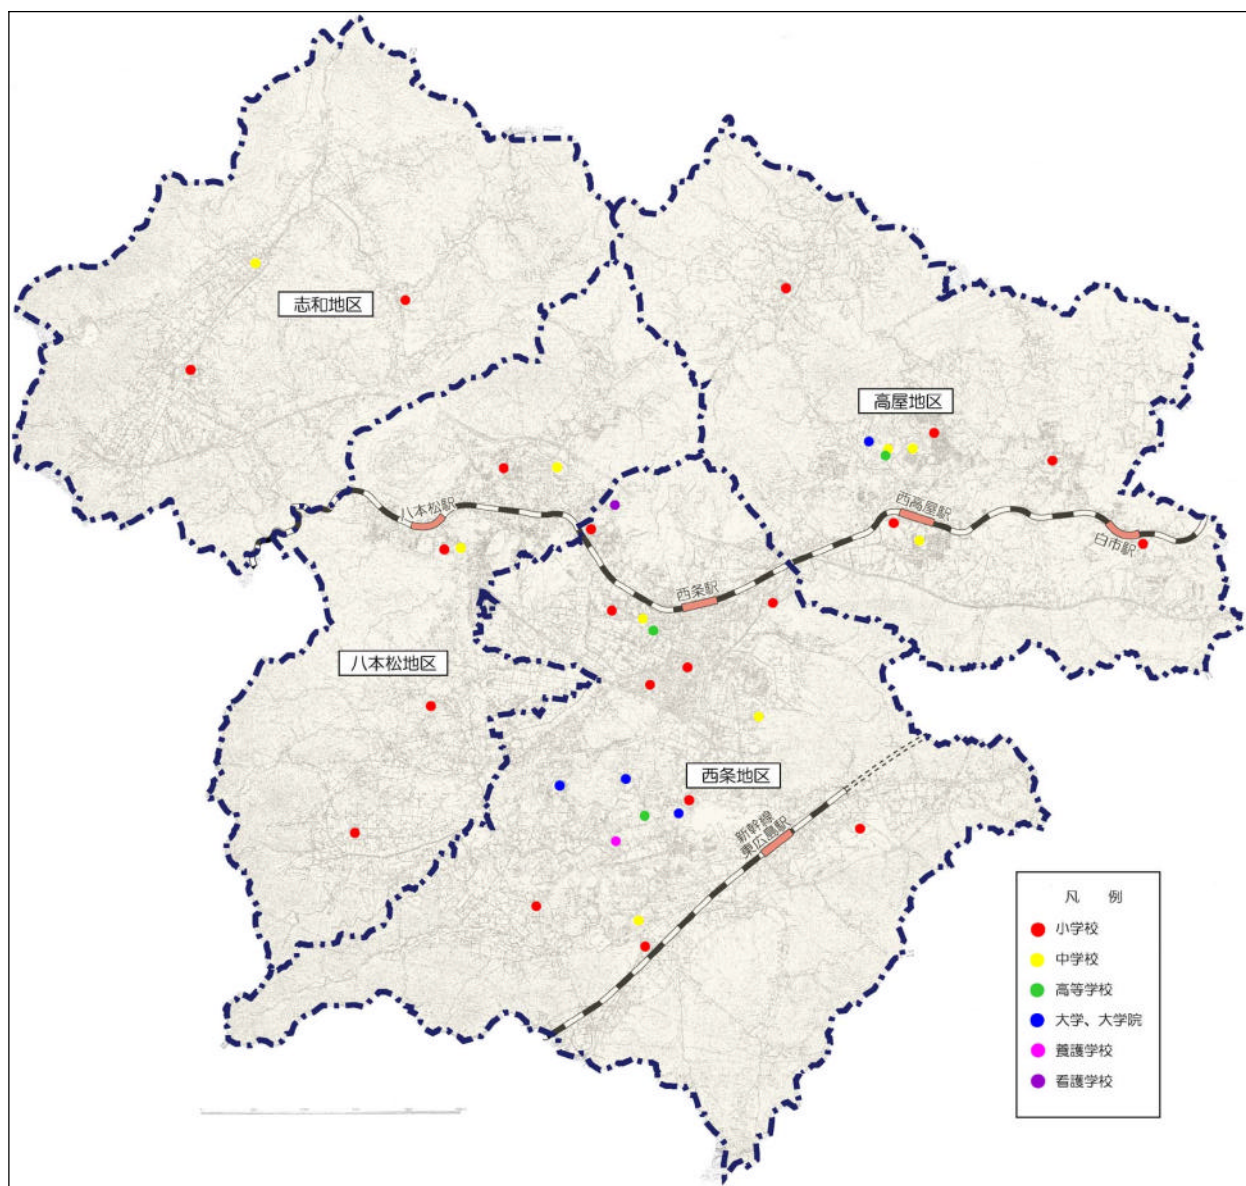 志和地区
高屋地区
八本松駅
西高屋駅
白市駅
西条駅
八本松地区
西条地区
新幹線
東広島駅
凡 例
小学校
中学校
高等学校
大学、大学院
養護学校
看護学校